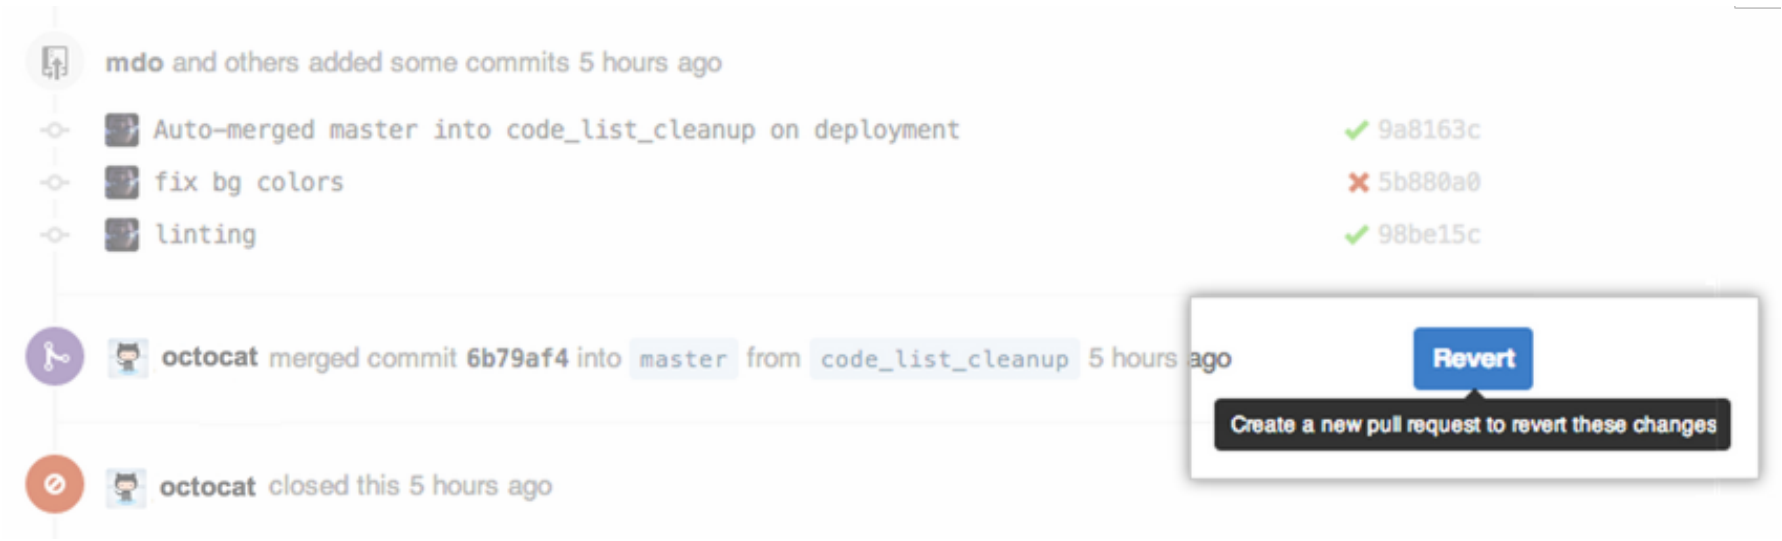 mdo and others added some commits 5 hours ago
Auto-merged master into code_list_cleanup on deployment 9a8163c
fix bg colors 5b880a0
linting 98be15c
octocat merged commit 6b79af4 into master from code_list_cleanup 5 hours ago Revert
Create a new pull request to revert these changes
octocat closed this 5 hours ago